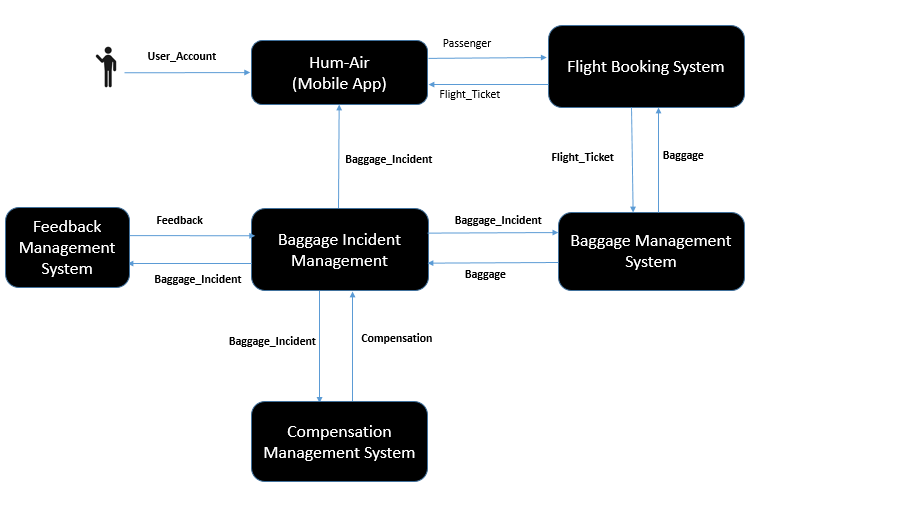 User_Account
Hum-Air
(Mobile App)
Passenger
Flight_Ticket
Flight Booking System
Baggage_Incident
Flight_Ticket
Baggage
Feedback
Management
System
Feedback
Baggage_Incident
Baggage Incident
Management
Baggage_Incident
Baggage
Baggage Management
System
Baggage_Incident
Compensation
Compensation
Management System